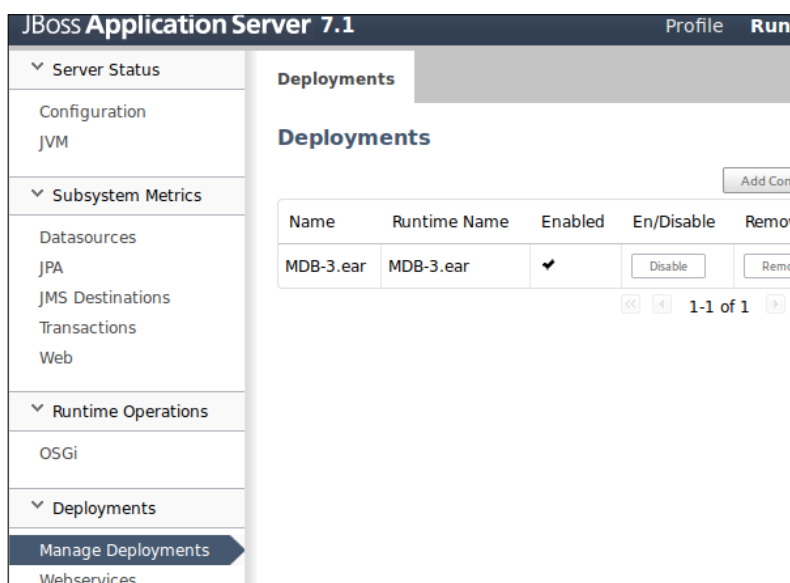 JBoss Application Server 7.1
Profile
Server Status
Configuration
JVM
Subsystem Metrics
Datasources
JPA
JMS Destinations
Transactions
Web
Runtime Operations
OSGi
Deployments
Manage Deployments
Webservices
Deployments
Deployments
Name Runtime Name Enabled En/Disable
MDB-3.ear MDB-3.ear Disable
1-1 of 1